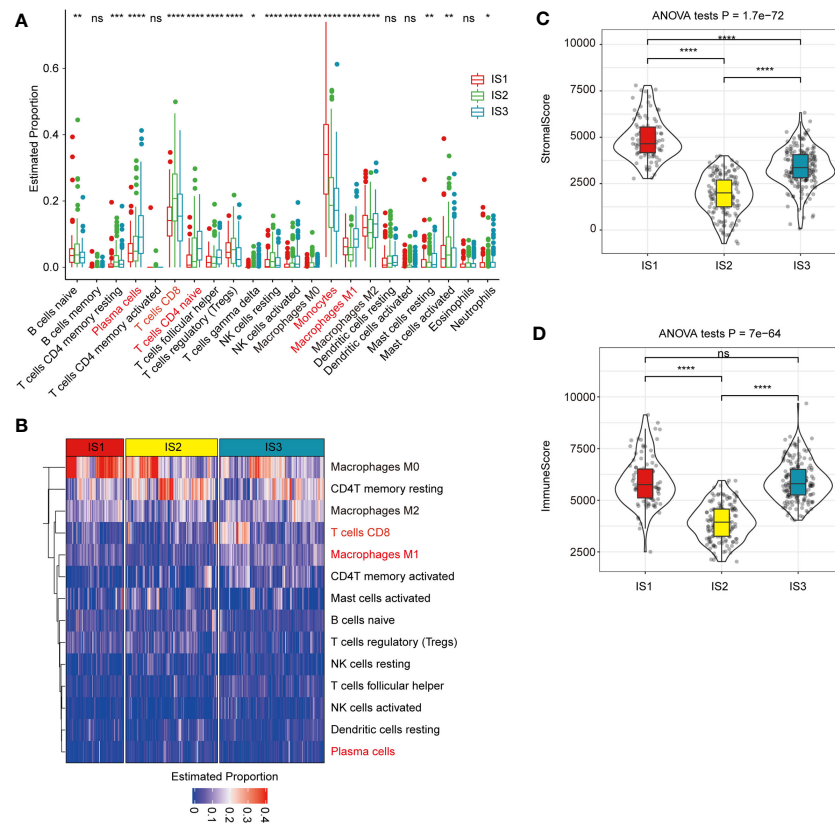 A
** ns *** **** ns **** **** **** **** * **** **** **** **** **** **** ns ns ** ** ns *
Estimated Proportion
0.6
0.4
0.2
0.0
IS1
IS2
IS3
B cells naive
B cells memory
T cells CD4 memory resting
Plasma cells
T cells CD4 memory activated
T cells CD8
T cells CD4 naive
T cells follicular helper
T cells regulatory (Tregs)
T cells gamma delta
NK cells resting
NK cells activated
Macrophages M0
Monocytes
Macrophages M1
Macrophages M2
Dendritic cells resting
Dendritic cells activated
Mast cells resting
Mast cells activated
Eosinophils
Neutrophils
B
IS1 IS2 IS3
Macrophages M0
CD4T memory resting
Macrophages M2
T cells CD8
Macrophages M1
CD4T memory activated
Mast cells activated
B cells naive
T cells regulatory (Tregs)
NK cells resting
T cells follicular helper
NK cells activated
Dendritic cells resting
Plasma cells
Estimated Proportion
0 0.1 0.2 0.3 0.4
C
ANOVA tests P = 1.7e−72
StromalScore
10000
7500
5000
2500
0
****
**** ****
IS1 IS2 IS3
D
ANOVA tests P = 7e−64
ImmuneScore
10000
7500
5000
2500
ns
**** ****
IS1 IS2 IS3